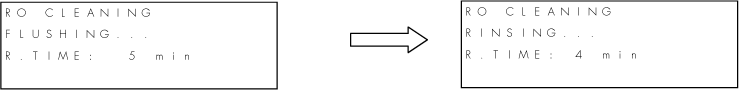 RO CLEANING
FLUSHING...
R.TIME: 5 min
RO CLEANING
RINSING...
R.TIME: 4 min